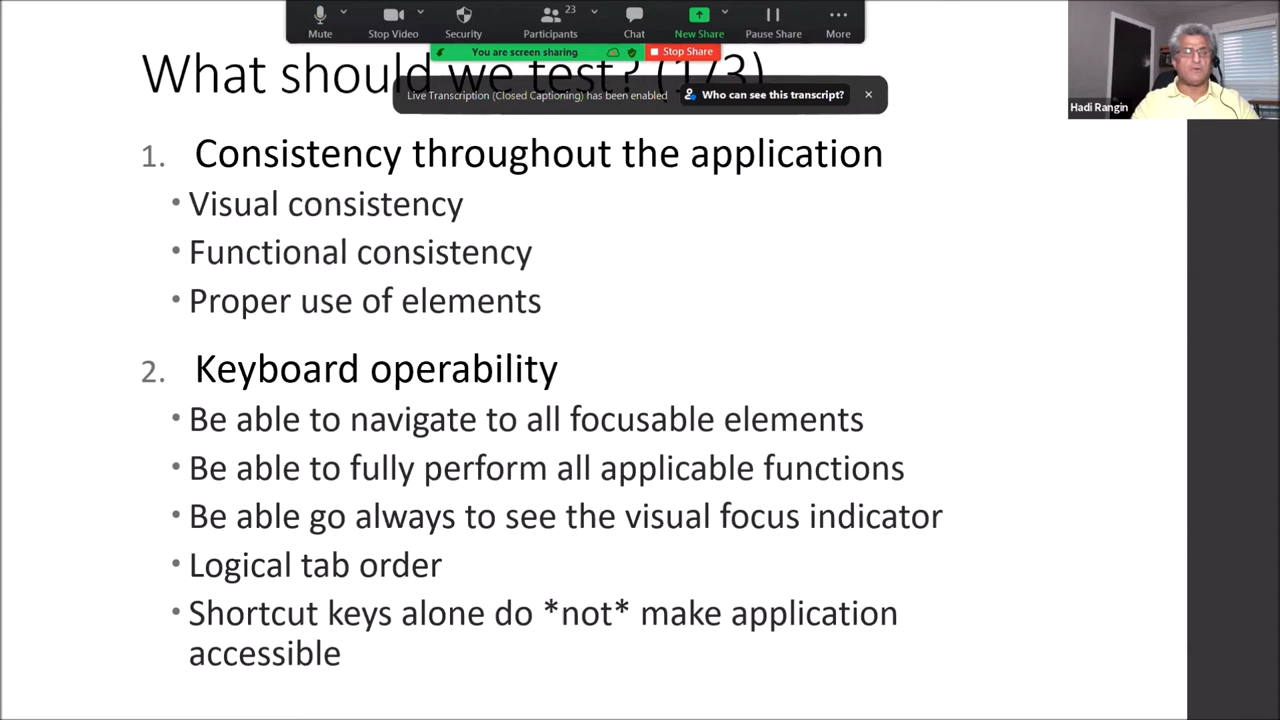 Mute
Stop Video
Security
23
Participants
Chat
New Share
Pause Share
More
You are screen sharing
Stop Share
What should we test? (1/3)
Live Transcription (Closed Captioning) has been enabled
Who can see this transcript?
Hadi Rangin
1. Consistency throughout the application
• Visual consistency
• Functional consistency
• Proper use of elements
2. Keyboard operability
• Be able to navigate to all focusable elements
• Be able to fully perform all applicable functions
• Be able go always to see the visual focus indicator
• Logical tab order
• Shortcut keys alone do *not* make application
accessible